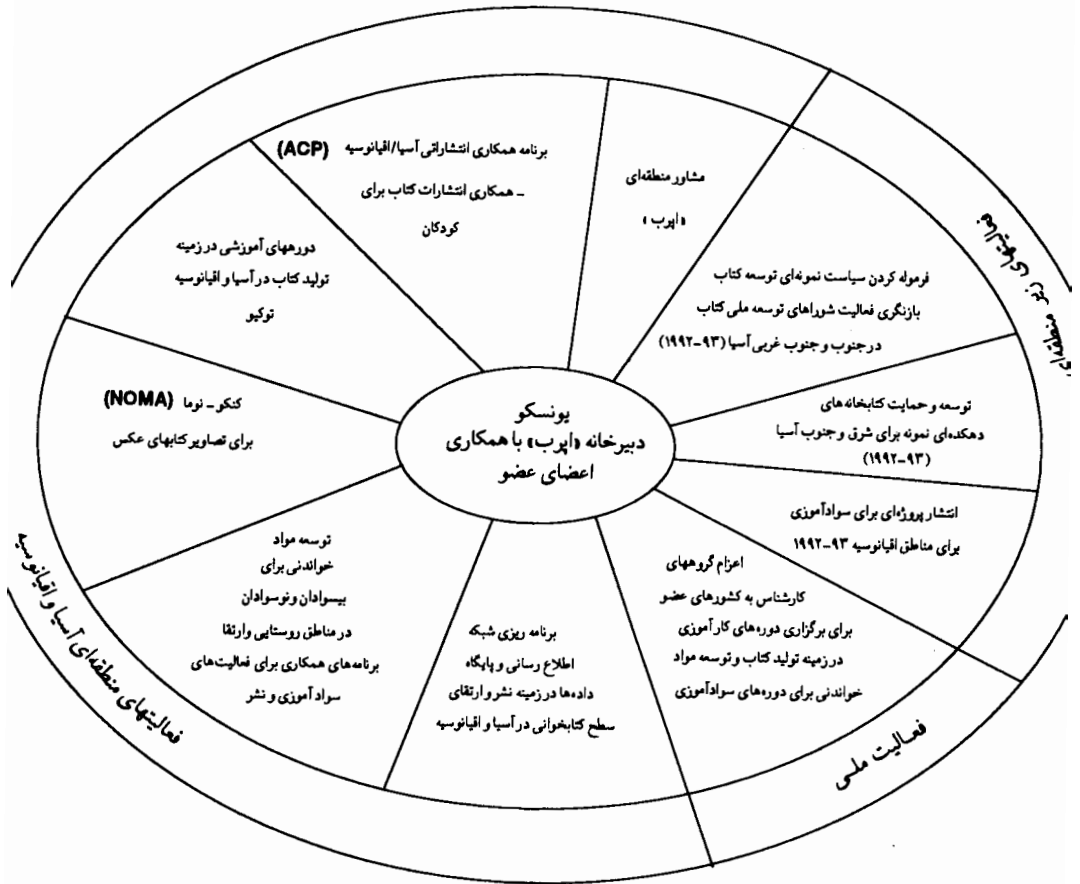 یونسکو
دبیرخانه «اپرب» با همکاری
اعضای عضو
مشاور منطقه‌ای
«اپرب»
برنامه همکاری انتشاراتی آسیا/اقیانوسیه (ACP)
ـ همکاری انتشارات کتاب برای
کودکان
دورههای آموزشی در زمینه
تولید کتاب در آسیا و اقیانوسیه
توکیو
کنکو ـ نوما (NOMA)
برای تصاویر کتابهای عکس
توسعه مواد
خواندنی برای
بیسوادان ونوسوادان
در مناطق روستایی وارتقا
برنامه‌های همکاری برای فعالیت‌های
سواد آموزی و نشر
برنامه ریزی شبکه
اطلاع رسانی و پایگاه
داده‌ها در زمینه نشر و ارتقای
سطح کتابخوانی در آسیا و اقیانوسیه
فعالیتهای منطقه‌ای آسیا و اقیانوسیه
فرموله کردن سیاست نمونه‌ای توسعه کتاب
بازنگری فعالیت شوراهای توسعه ملی کتاب
در جنوب و جنوب غربی آسیا (۹۳-۱۹۹۲)
توسعه و حمایت کتابخانه‌های
دهکده‌ای نمونه برای شرق و جنوب آسیا
(۹۳-۱۹۹۲)
انتشار پروژه‌ای برای سوادآموزی
برای مناطق اقیانوسیه ۹۳-۱۹۹۲
فعالیتهای زیر منطقه‌ای
اعزام گروههای
کارشناس به کشورهای عضو
برای برگزاری دوره‌های کارآموزی
در زمینه تولید کتاب و توسعه مواد
خواندنی برای دوره‌های سوادآموزی
فعالیت ملی